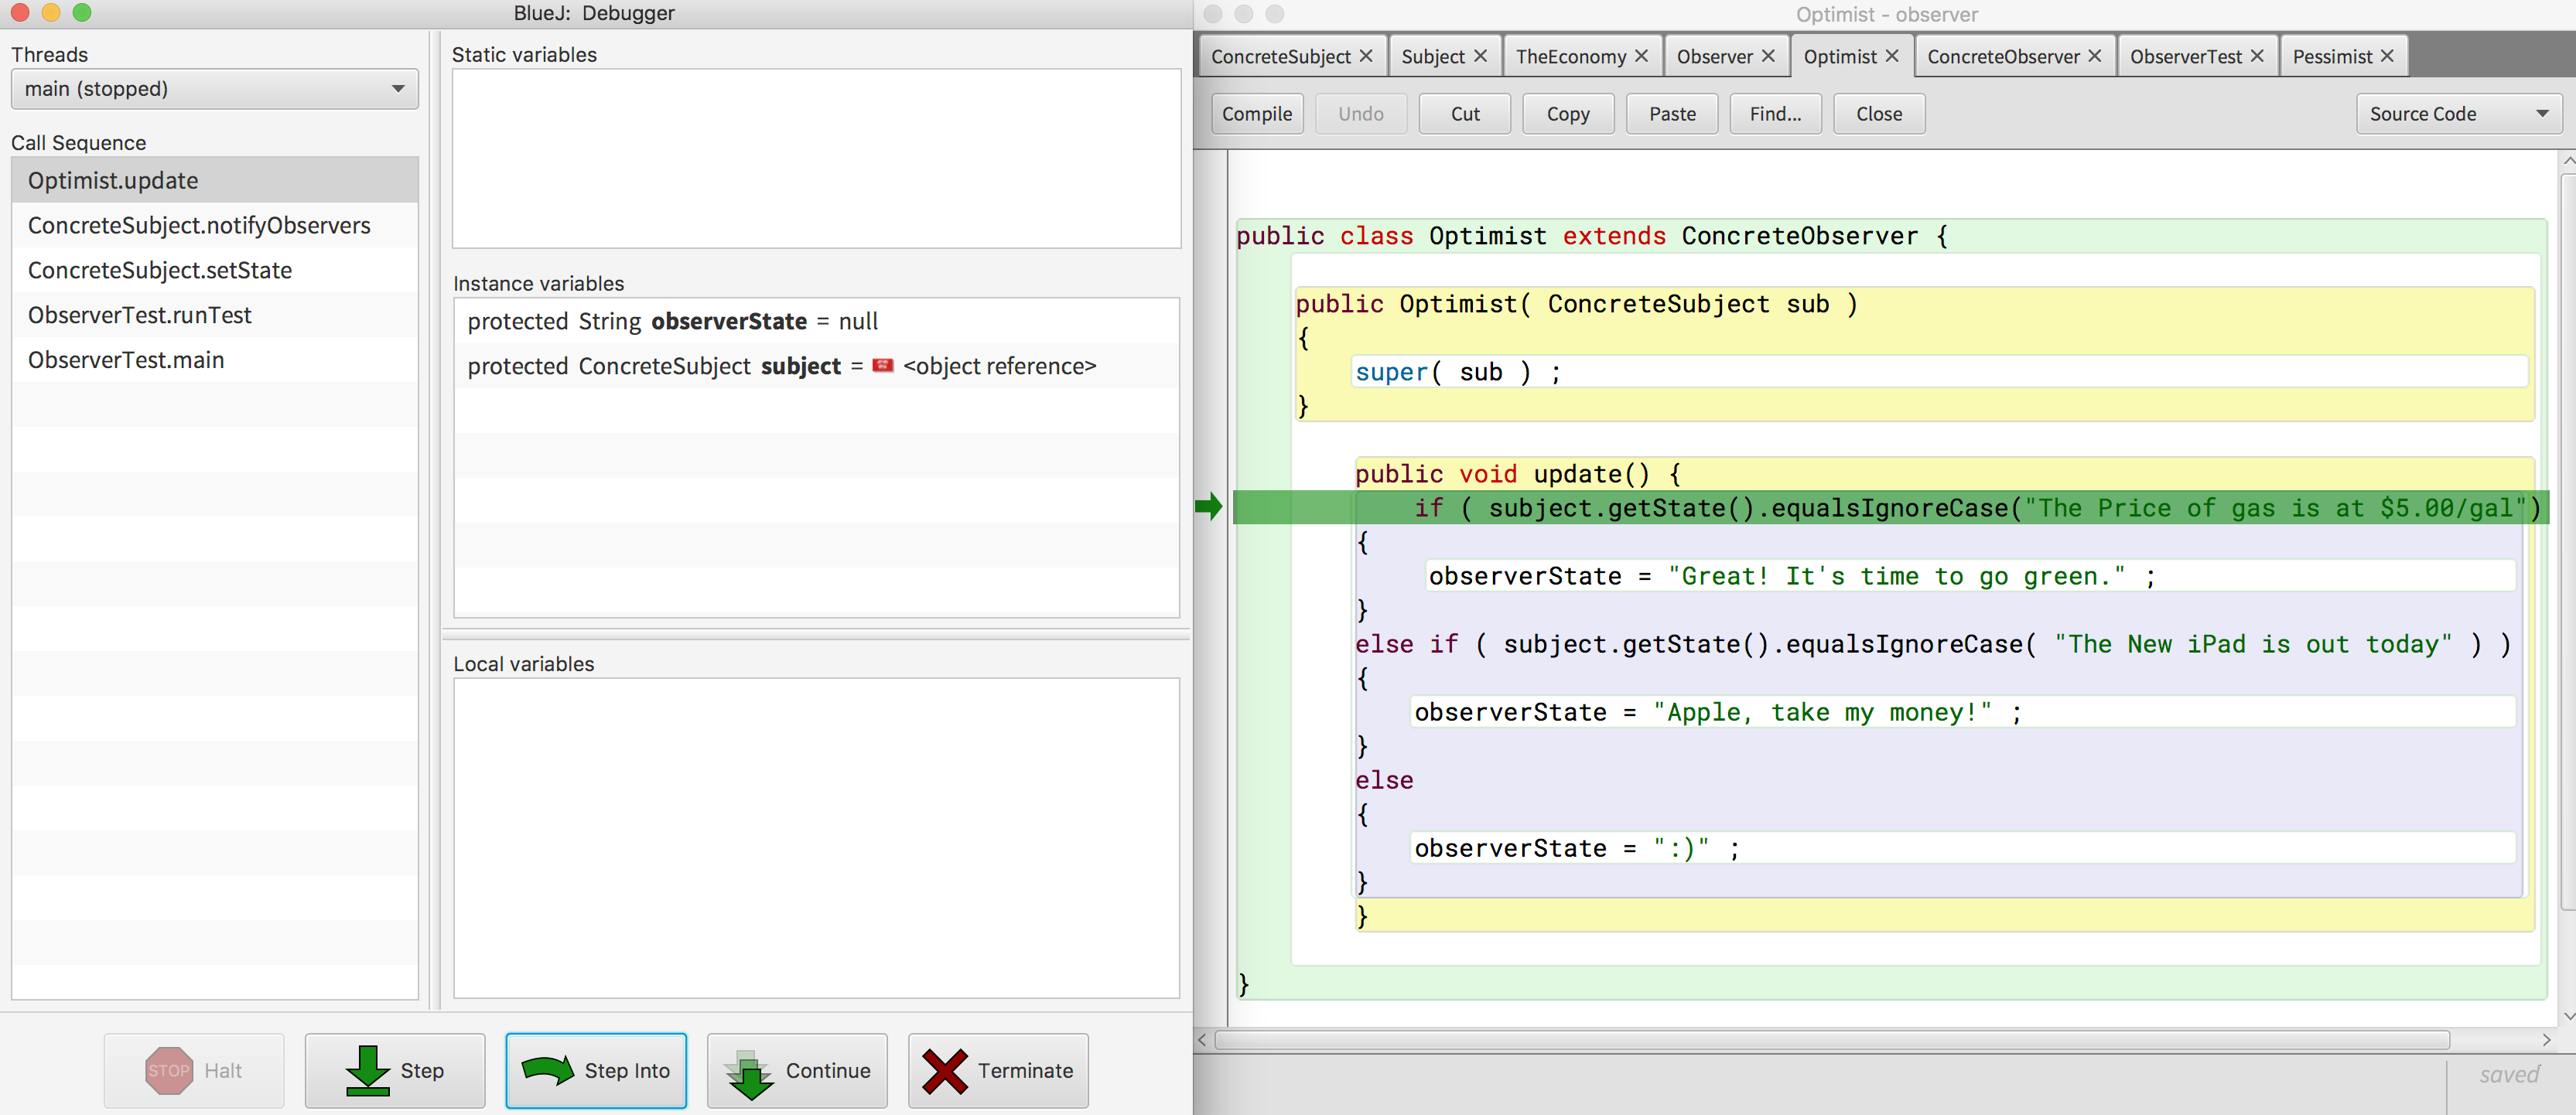 BlueJ: Debugger
Threads
main (stopped)
Call Sequence
Optimist.update
ConcreteSubject.notifyObservers
ConcreteSubject.setState
ObserverTest.runTest
ObserverTest.main
Static variables
Instance variables
protected String observerState = null
protected ConcreteSubject subject = <object reference>
Local variables
STOP Halt
Step
Step Into
Continue
Terminate
Optimist - observer
ConcreteSubject ✕ Subject ✕ TheEconomy ✕ Observer ✕ Optimist ✕ ConcreteObserver ✕ ObserverTest ✕ Pessimist ✕
Compile Undo Cut Copy Paste Find... Close Source Code
public class Optimist extends ConcreteObserver {
public Optimist( ConcreteSubject sub )
{
super( sub ) ;
}
public void update() {
if ( subject.getState().equalsIgnoreCase("The Price of gas is at $5.00/gal")
{
observerState = "Great! It's time to go green." ;
}
else if ( subject.getState().equalsIgnoreCase( "The New iPad is out today" ) )
{
observerState = "Apple, take my money!" ;
}
else
{
observerState = ":)" ;
}
}
}
saved